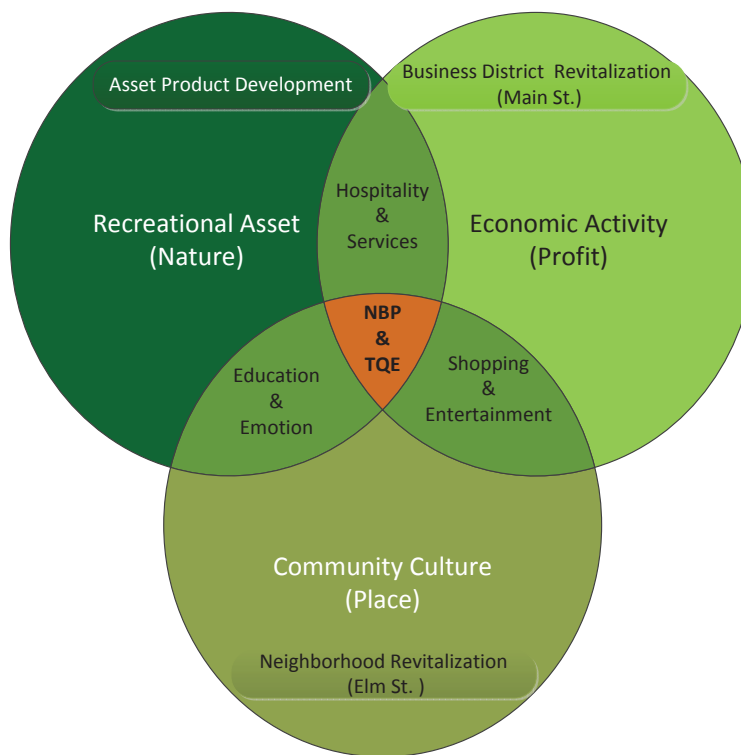 Asset Product Development
Business District Revitalization
(Main St.)
Hospitality
&
Services
Recreational Asset
(Nature)
Economic Activity
(Profit)
NBP
&
TQE
Education
&
Emotion
Shopping
&
Entertainment
Community Culture
(Place)
Neighborhood Revitalization
(Elm St. )